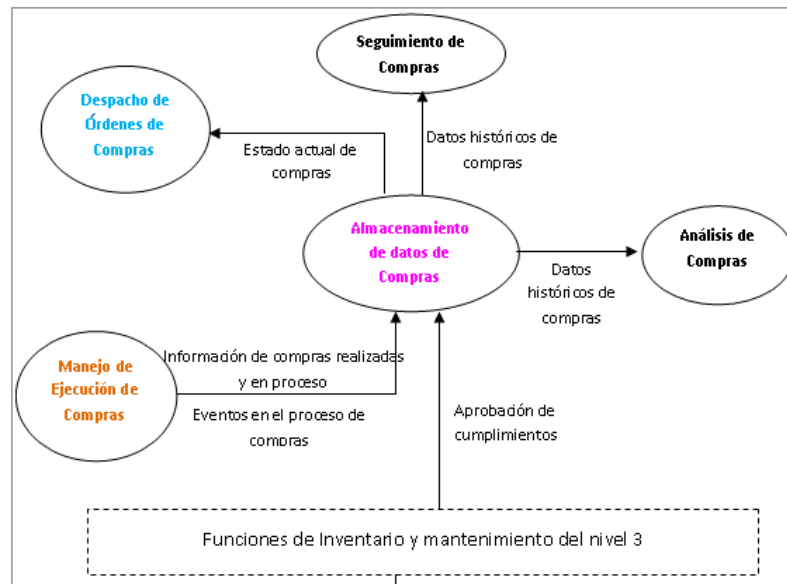 Seguimiento de
Compras
Despacho de
Órdenes de
Compras
Estado actual de
compras
Datos históricos de
compras
Almacenamiento
de datos de
Compras
Análisis de
Compras
Datos
históricos de
compras
Manejo de
Ejecución de
Compras
Información de compras realizadas
y en proceso
Eventos en el proceso de
compras
Aprobación de
cumplimientos
Funciones de Inventario y mantenimiento del nivel 3